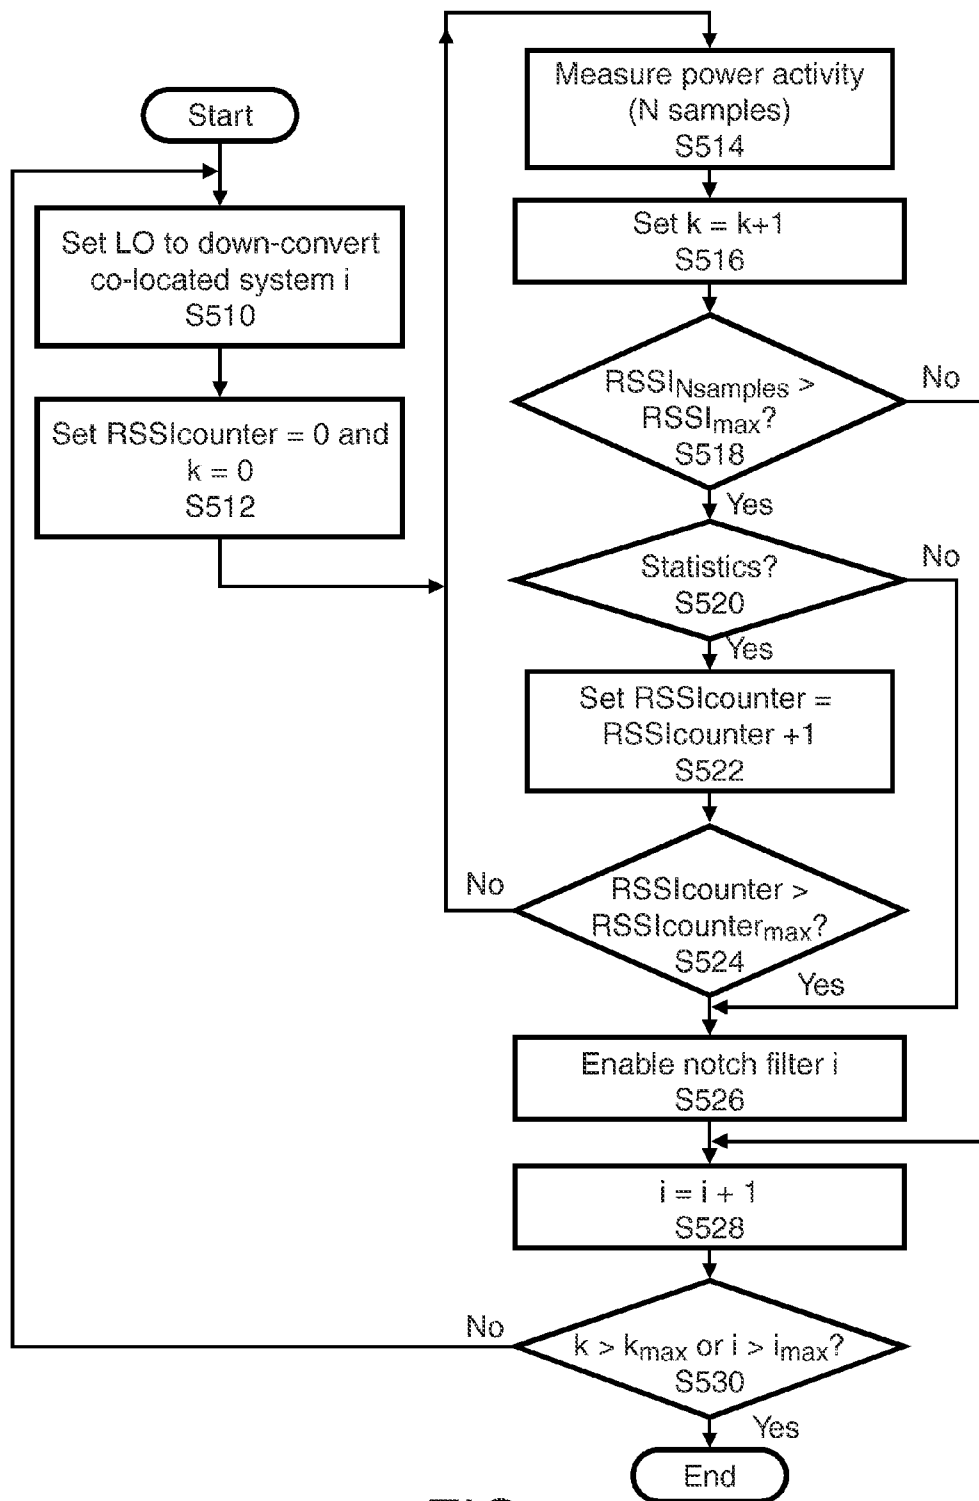 Start
Set LO to down-convert
co-located system i
S510
Set RSSIcounter = 0 and
k = 0
S512
Measure power activity
(N samples)
S514
Set k = k+1
S516
RSSINsamples >
RSSImax?
S518
No
Yes
Statistics?
S520
No
Yes
Set RSSIcounter =
RSSIcounter +1
S522
RSSIcounter >
RSSIcountermax?
S524
No
Yes
Enable notch filter i
S526
i = i + 1
S528
k > kmax or i > imax?
S530
No
Yes
End